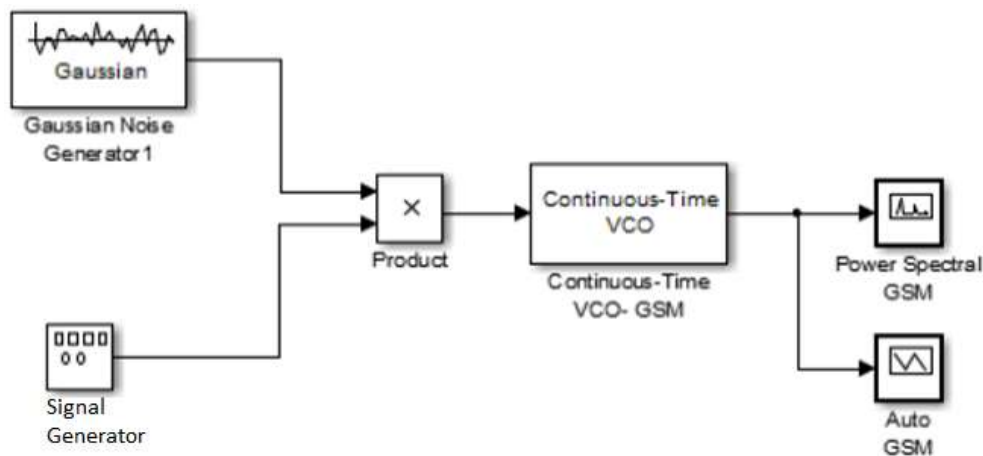 Gaussian
Gaussian Noise
Generator1
×
Product
Continuous-Time
VCO
Continuous-Time
VCO- GSM
Power Spectral
GSM
Signal
Generator
Auto
GSM